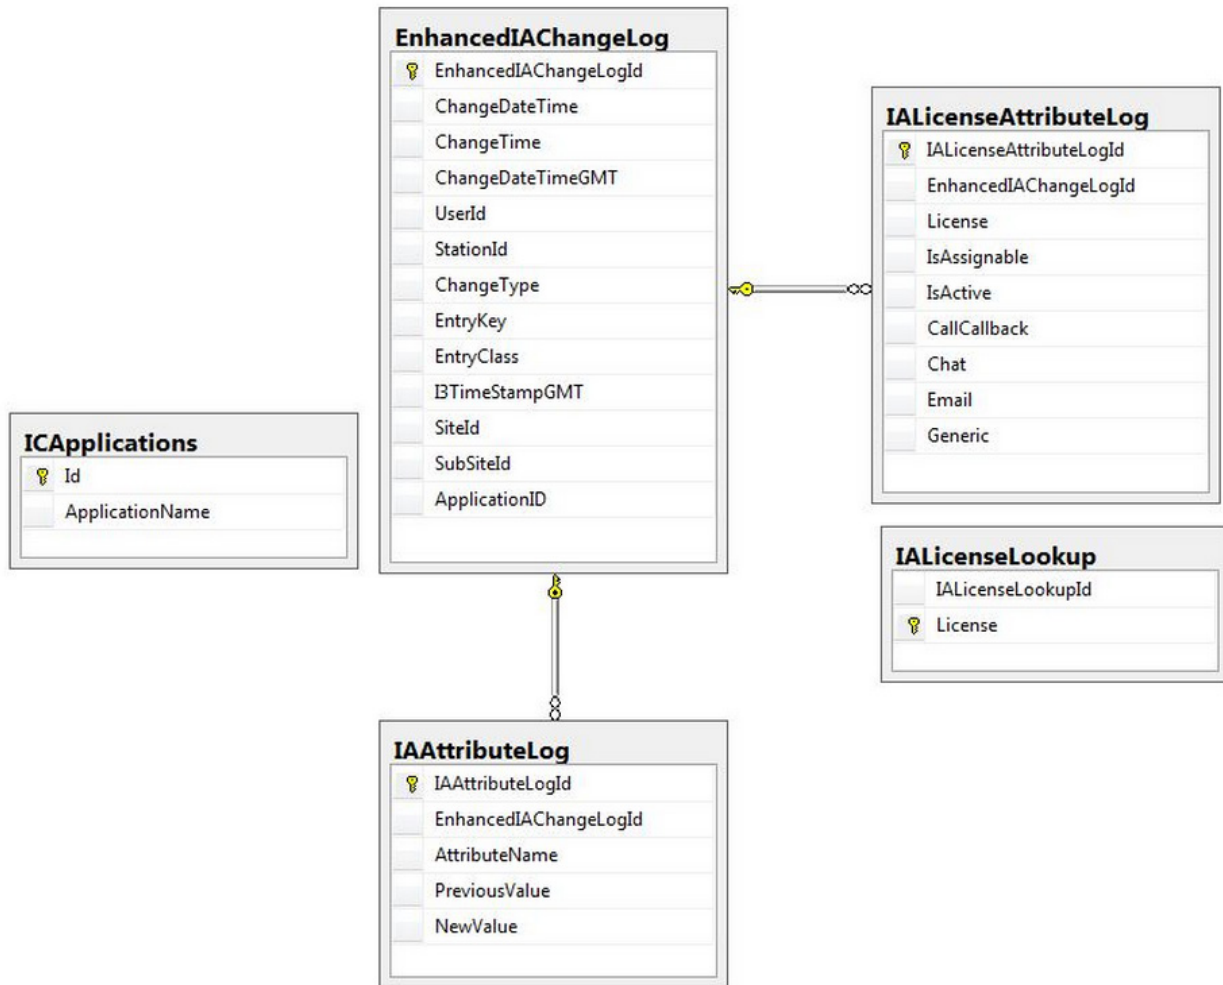 EnhancedIAChangeLog
EnhancedIAChangeLogId
ChangeDateTime
ChangeTime
ChangeDateTimeGMT
UserId
StationId
ChangeType
EntryKey
EntryClass
I3TimeStampGMT
SiteId
SubSiteId
ApplicationID
IALicenseAttributeLog
IALicenseAttributeLogId
EnhancedIAChangeLogId
License
IsAssignable
IsActive
CallCallback
Chat
Email
Generic
ICApplications
Id
ApplicationName
IALicenseLookup
IALicenseLookupId
License
IAAttributeLog
IAAttributeLogId
EnhancedIAChangeLogId
AttributeName
PreviousValue
NewValue